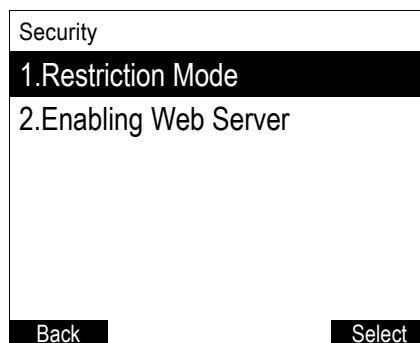 Security
1.Restriction Mode
2.Enabling Web Server
Back Select